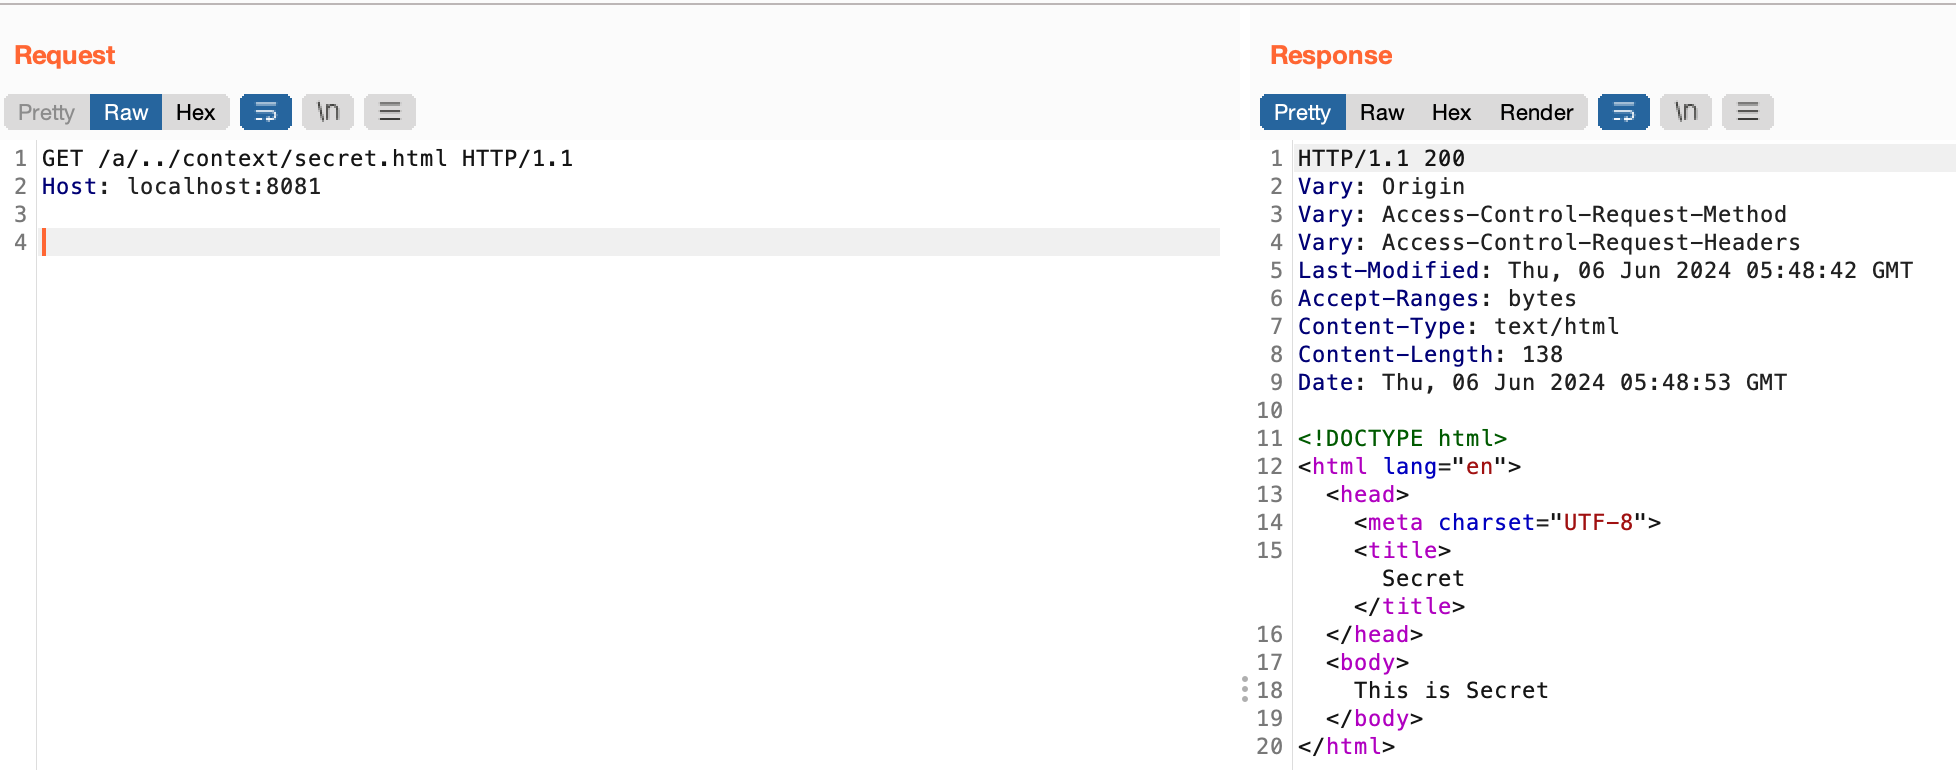 Request
Pretty Raw Hex \n
1 GET /a/../context/secret.html HTTP/1.1
2 Host: localhost:8081
3
4
Response
Pretty Raw Hex Render \n
1 HTTP/1.1 200
2 Vary: Origin
3 Vary: Access-Control-Request-Method
4 Vary: Access-Control-Request-Headers
5 Last-Modified: Thu, 06 Jun 2024 05:48:42 GMT
6 Accept-Ranges: bytes
7 Content-Type: text/html
8 Content-Length: 138
9 Date: Thu, 06 Jun 2024 05:48:53 GMT
10
11 <!DOCTYPE html>
12 <html lang="en">
13 <head>
14 <meta charset="UTF-8">
15 <title>
Secret
</title>
16 </head>
17 <body>
18 This is Secret
19 </body>
20 </html>